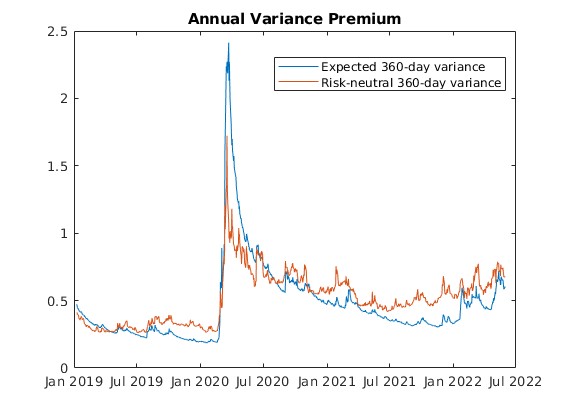 Annual Variance Premium
2.5
Expected 360-day variance
Risk-neutral 360-day variance
2
1.5
1
0.5
0
Jan 2019 Jul 2019 Jan 2020 Jul 2020 Jan 2021 Jul 2021 Jan 2022 Jul 2022